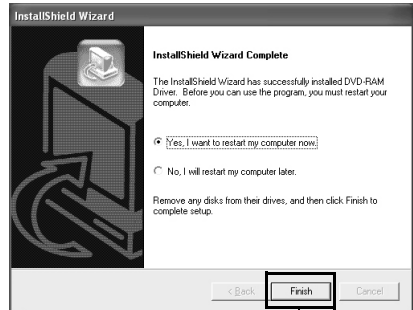 InstallShield Wizard
InstallShield Wizard Complete
The InstallShield Wizard has successfully installed DVD-RAM
Driver. Before you can use the program, you must restart your
computer.
Yes, I want to restart my computer now.
No, I will restart my computer later.
Remove any disks from their drives, and then click Finish to
complete setup.
< Back
Finish
Cancel